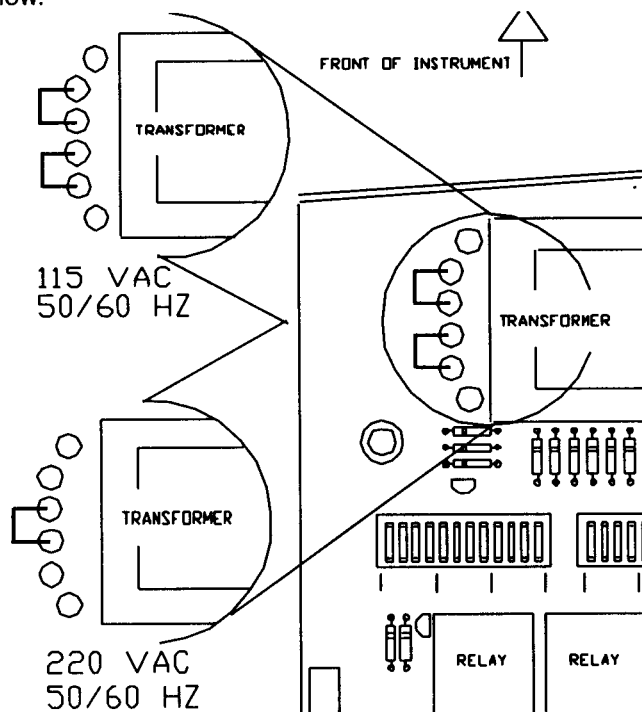 FRONT OF INSTRUMENT
TRANSFORMER
115 VAC
50/60 HZ
TRANSFORMER
TRANSFORMER
220 VAC
50/60 HZ
RELAY
RELAY